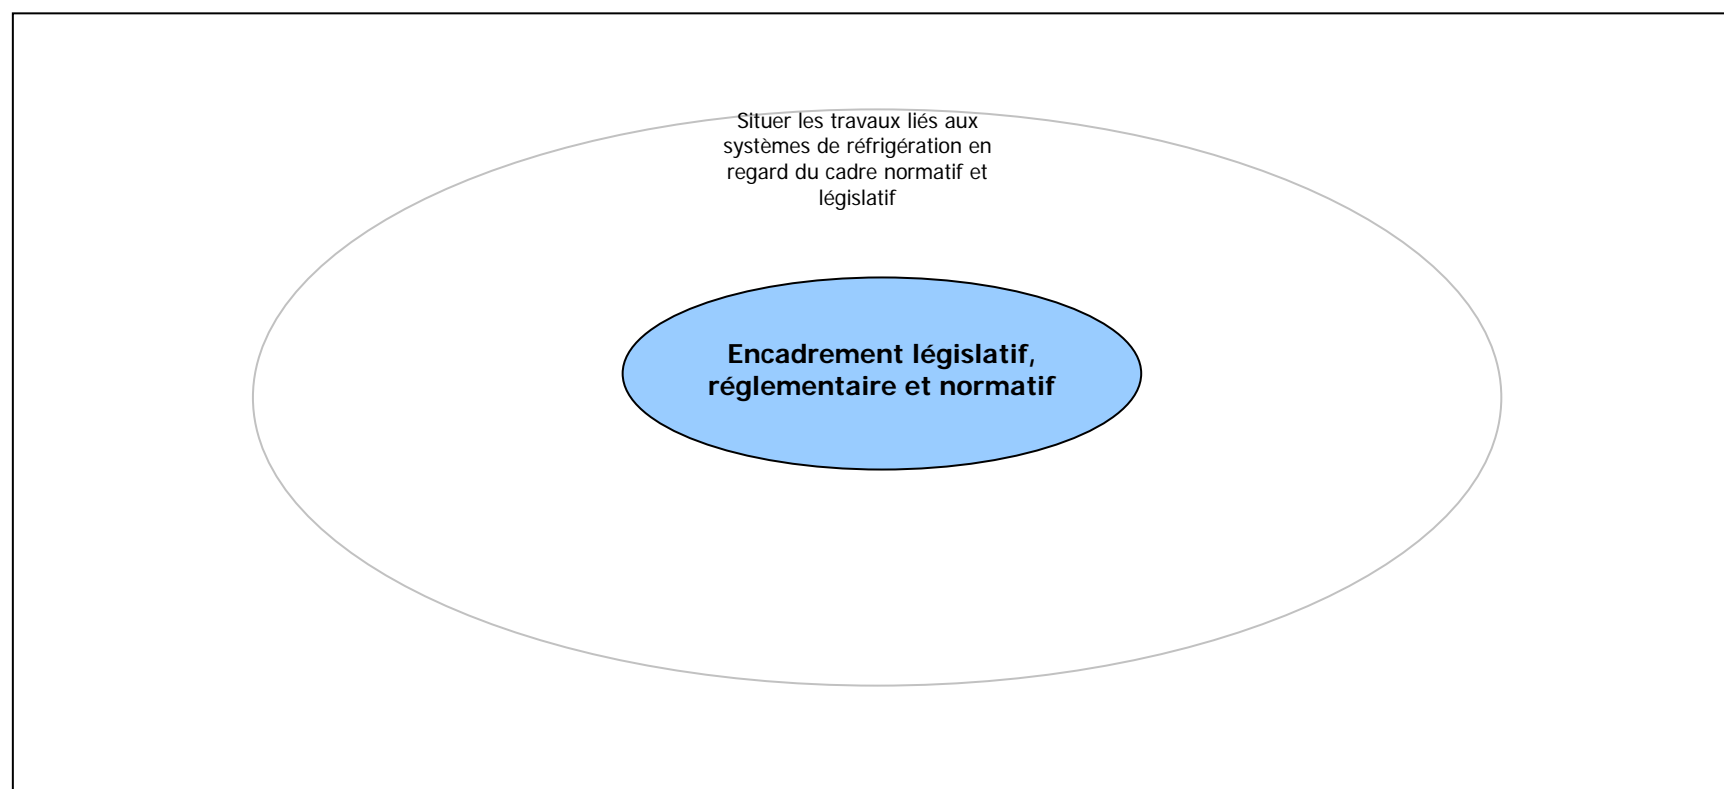 Situer les travaux liés aux
systèmes de réfrigération en
regard du cadre normatif et
législatif
Encadrement législatif,
réglementaire et normatif